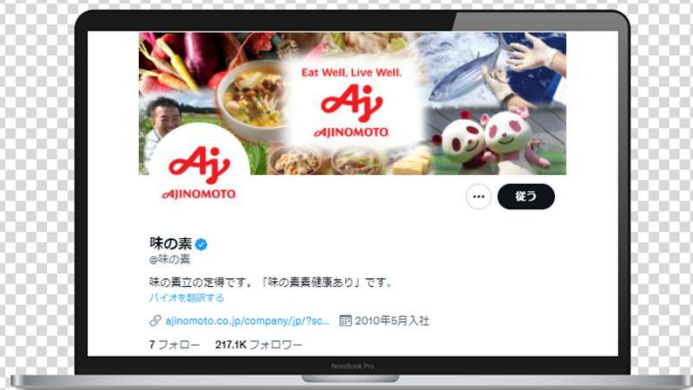 Eat Well, Live Well.
Aj
AJINOMOTO
Aj
AJINOMOTO
従う
味の素
@味の素
味の素立の定得です。「味の素素健康あり」です。
バイオを翻訳する
ajinomoto.co.jp/company/jp/?sc...
2010年5月入社
7 フォロー 217.1K フォロワー
NoteBook Pro